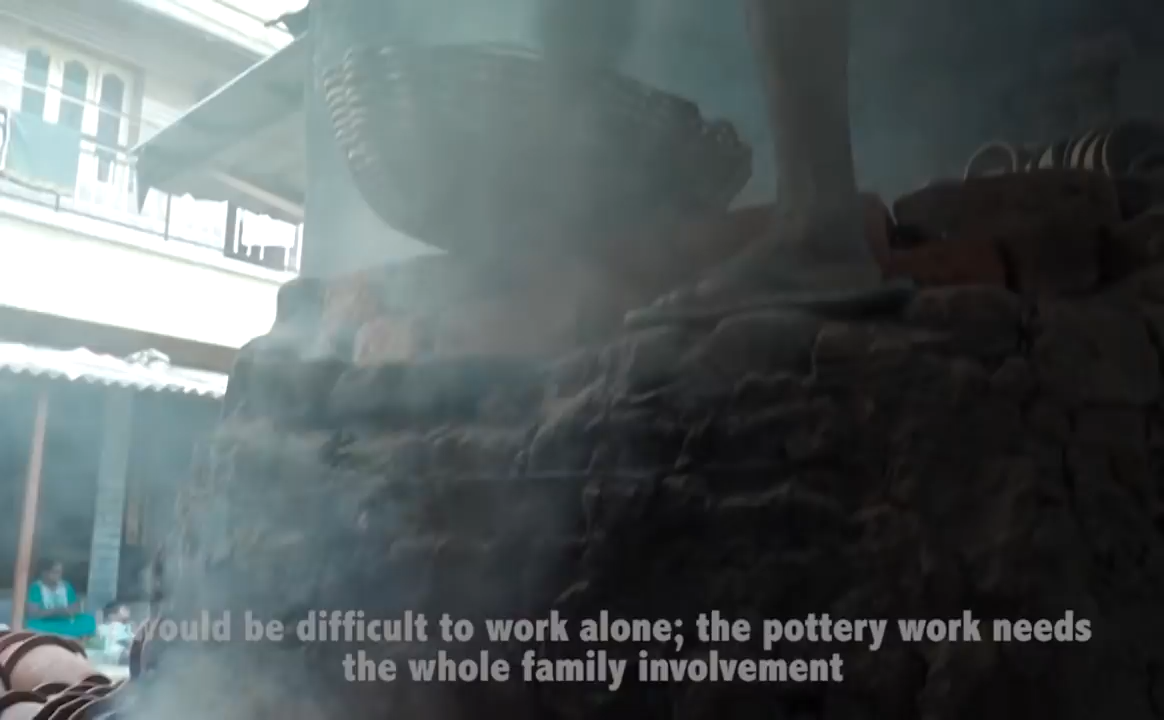 would be difficult to work alone; the pottery work needs
the whole family involvement